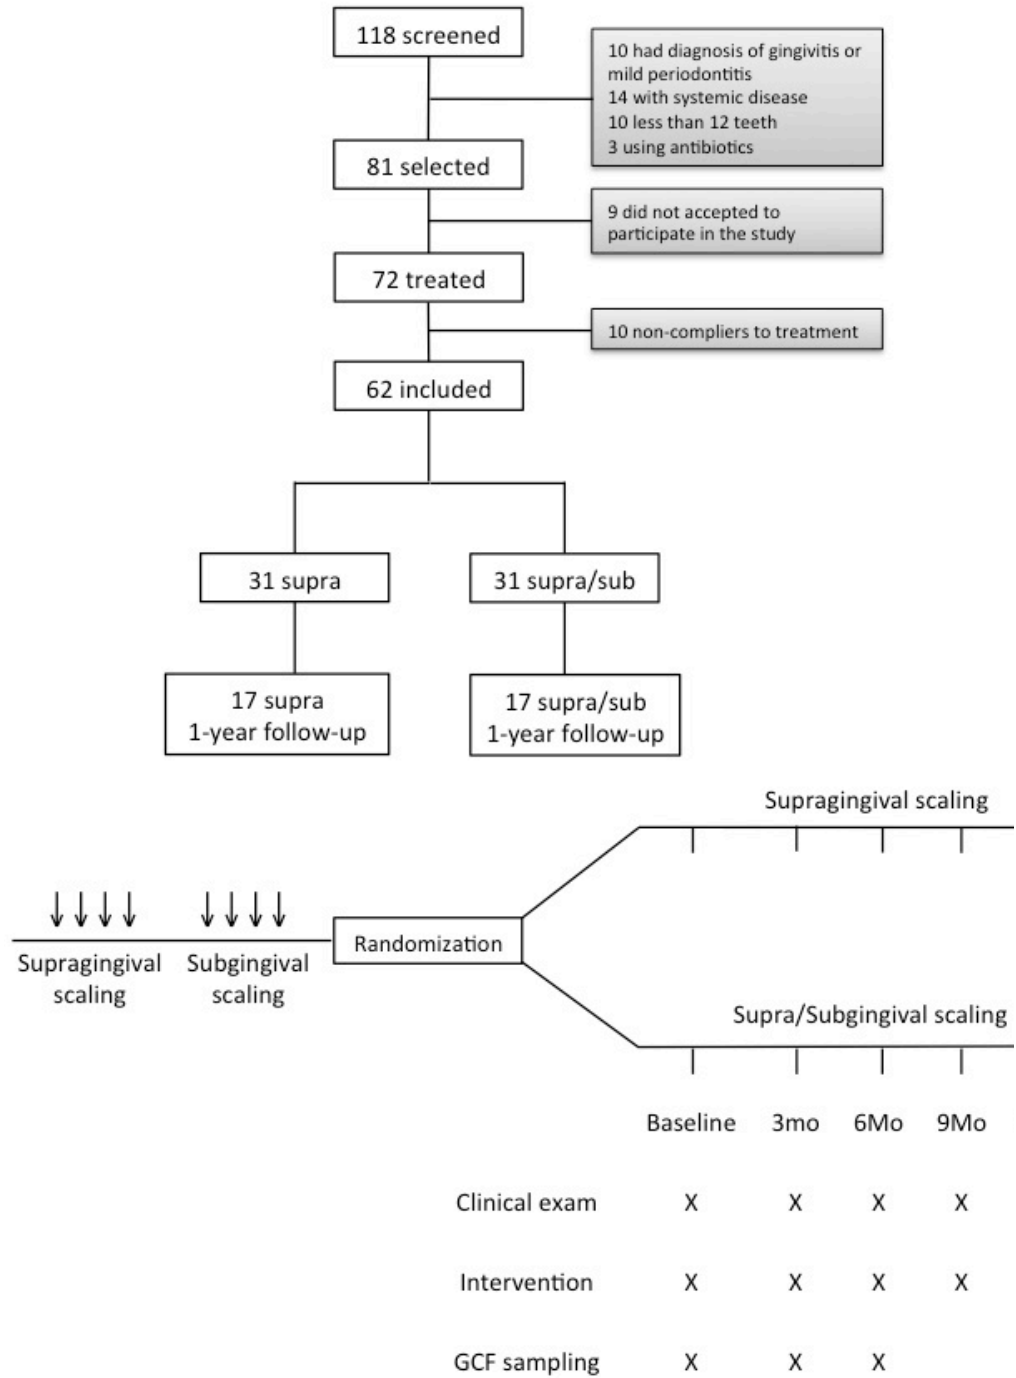 118 screened
10 had diagnosis of gingivitis or
mild periodontitis
14 with systemic disease
10 less than 12 teeth
3 using antibiotics
81 selected
9 did not accepted to
participate in the study
72 treated
10 non-compliers to treatment
62 included
31 supra
31 supra/sub
17 supra
1-year follow-up
17 supra/sub
1-year follow-up
Supragingival scaling
Supragingival
scaling
Subgingival
scaling
Randomization
Supra/Subgingival scaling
Baseline 3mo 6Mo 9Mo
Clinical exam X X X X
Intervention X X X X
GCF sampling X X X